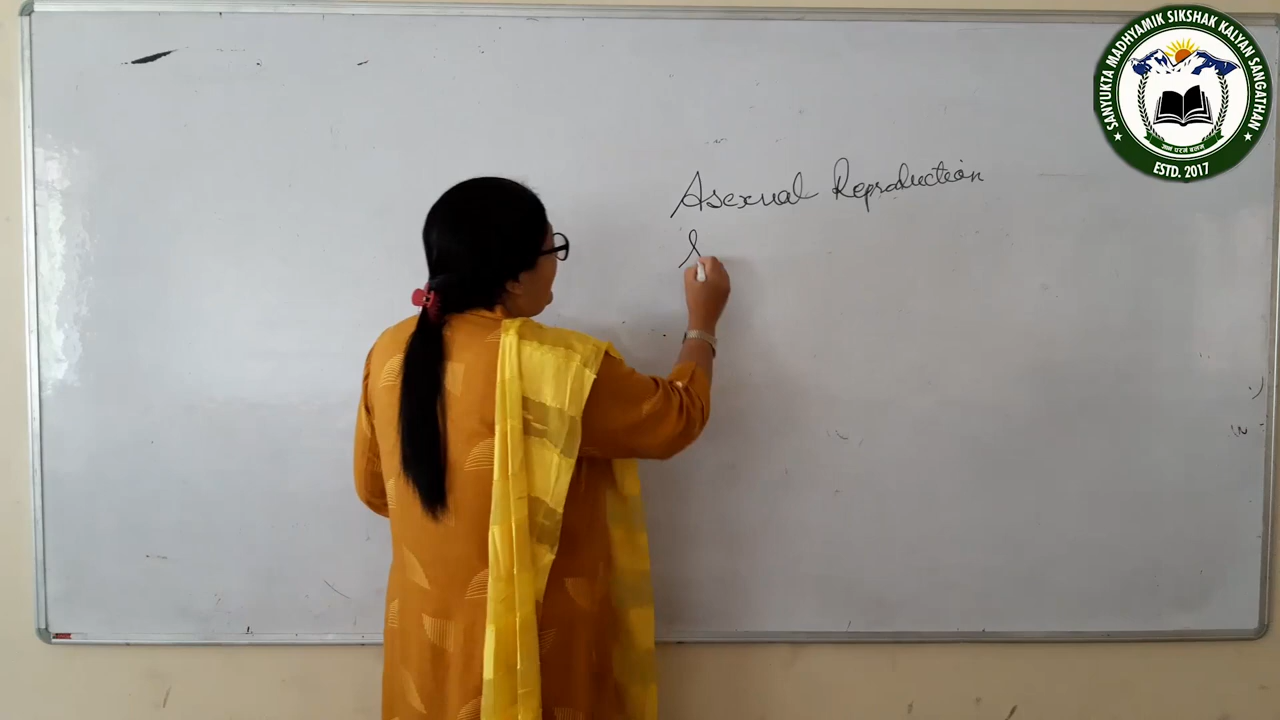 Asexual Reproduction
SANYUKTA MADHYAMIK SIKSHAK KALYAN SANGATHAN
ESTD. 2017